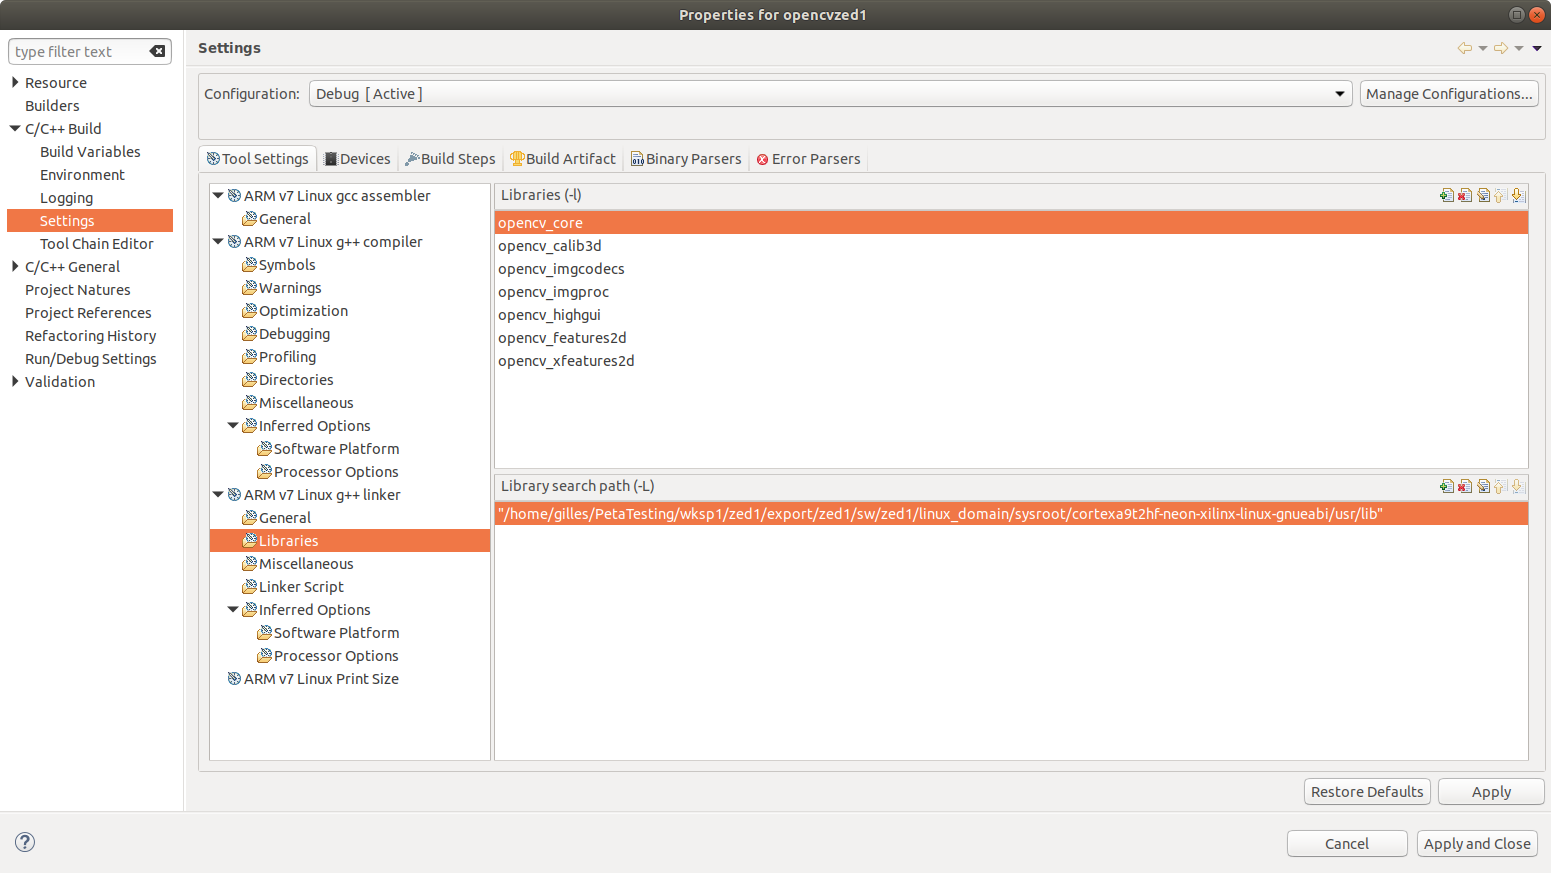 Properties for opencvzed1
type filter text
Resource
Builders
C/C++ Build
Build Variables
Environment
Logging
Settings
Tool Chain Editor
C/C++ General
Project Natures
Project References
Refactoring History
Run/Debug Settings
Validation
Settings
Configuration: Debug [ Active ] Manage Configurations...
Tool Settings Devices Build Steps Build Artifact Binary Parsers Error Parsers
ARM v7 Linux gcc assembler
General
ARM v7 Linux g++ compiler
Symbols
Warnings
Optimization
Debugging
Profiling
Directories
Miscellaneous
Inferred Options
Software Platform
Processor Options
ARM v7 Linux g++ linker
General
Libraries
Miscellaneous
Linker Script
Inferred Options
Software Platform
Processor Options
ARM v7 Linux Print Size
Libraries (-l)
opencv_core
opencv_calib3d
opencv_imgcodecs
opencv_imgproc
opencv_highgui
opencv_features2d
opencv_xfeatures2d
Library search path (-L)
"/home/gilles/PetaTesting/wksp1/zed1/export/zed1/sw/zed1/linux_domain/sysroot/cortexa9t2hf-neon-xilinx-linux-gnueabi/usr/lib"
Restore Defaults Apply
Cancel Apply and Close